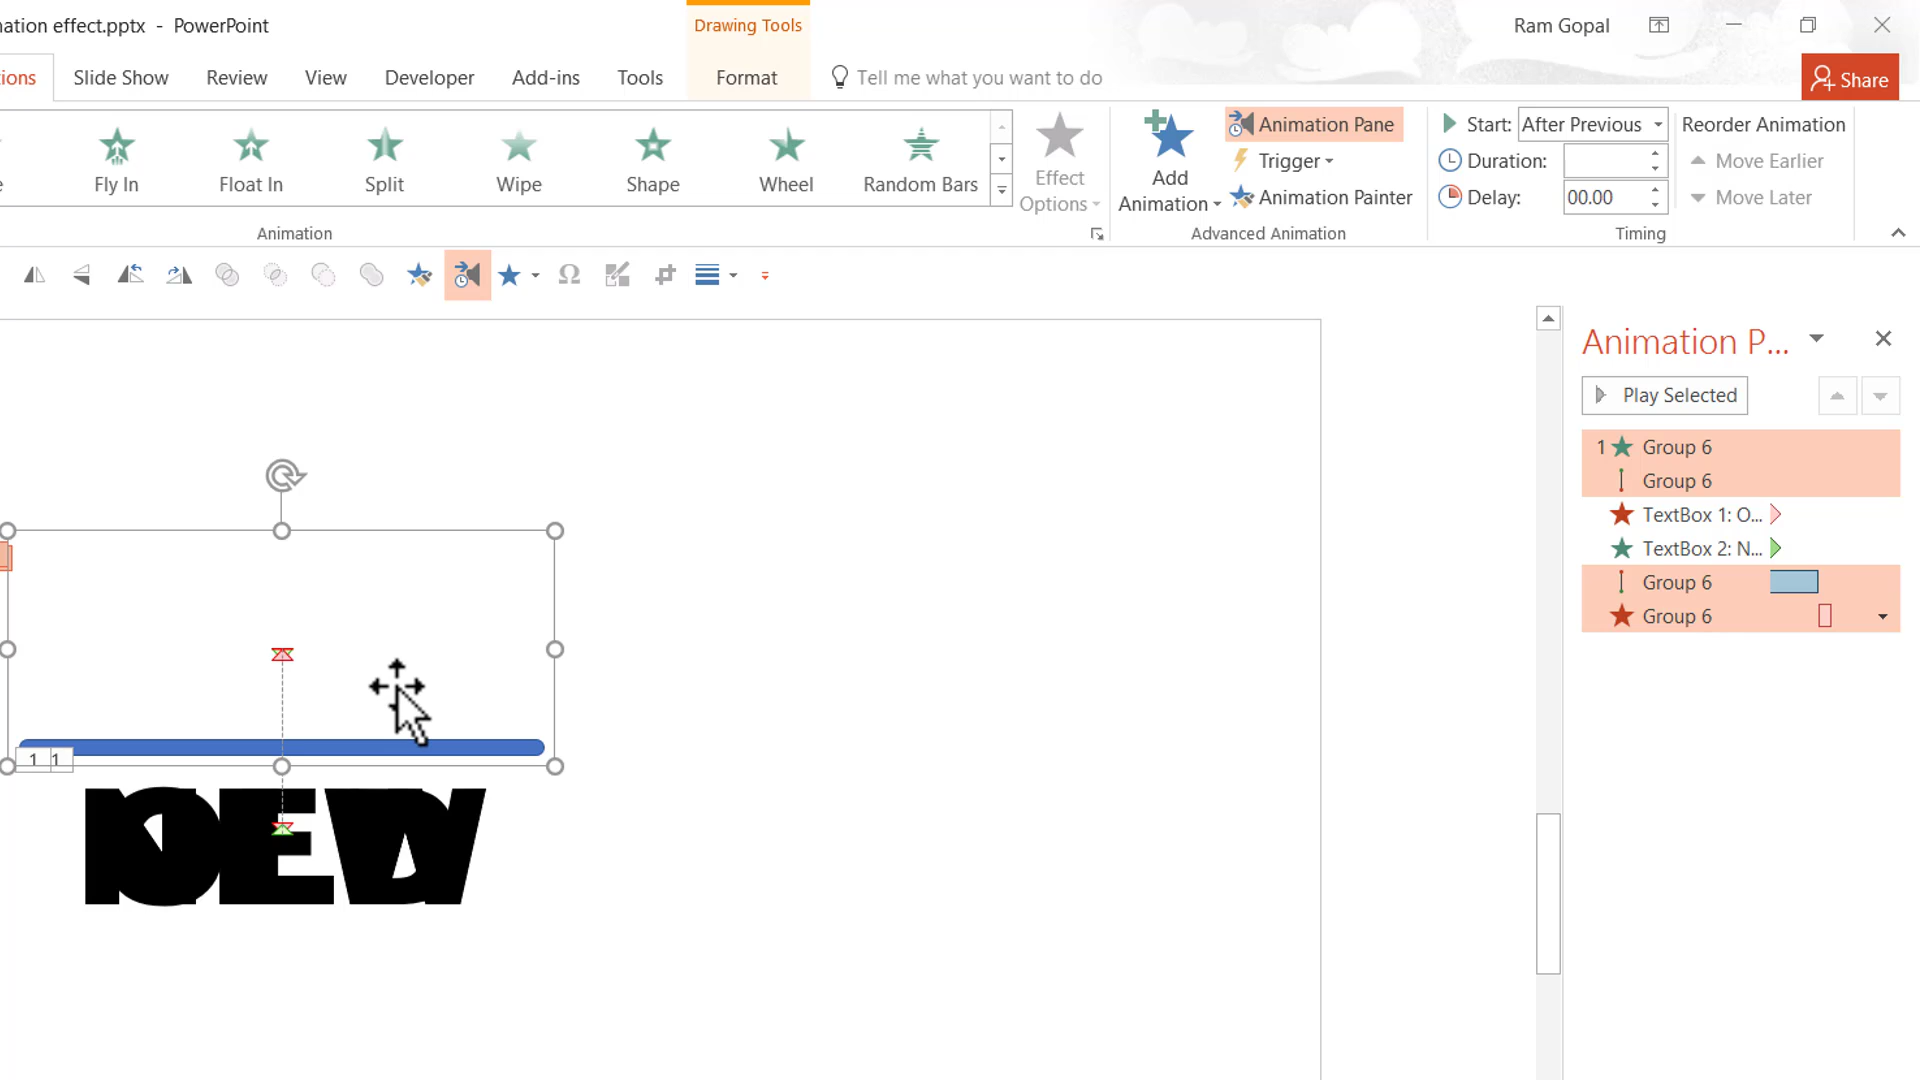 nation effect.pptx - PowerPoint
Drawing Tools
Ram Gopal
ions Slide Show Review View Developer Add-ins Tools Format Tell me what you want to do Share
Fly In Float In Split Wipe Shape Wheel Random Bars
Animation
Effect Options
Add Animation
Animation Pane
Trigger
Animation Painter
Advanced Animation
Start: After Previous
Duration:
Delay: 00.00
Timing
Reorder Animation
Move Earlier
Move Later
Animation P...
Play Selected
1 Group 6
Group 6
TextBox 1: O...
TextBox 2: N...
Group 6
Group 6
1 1